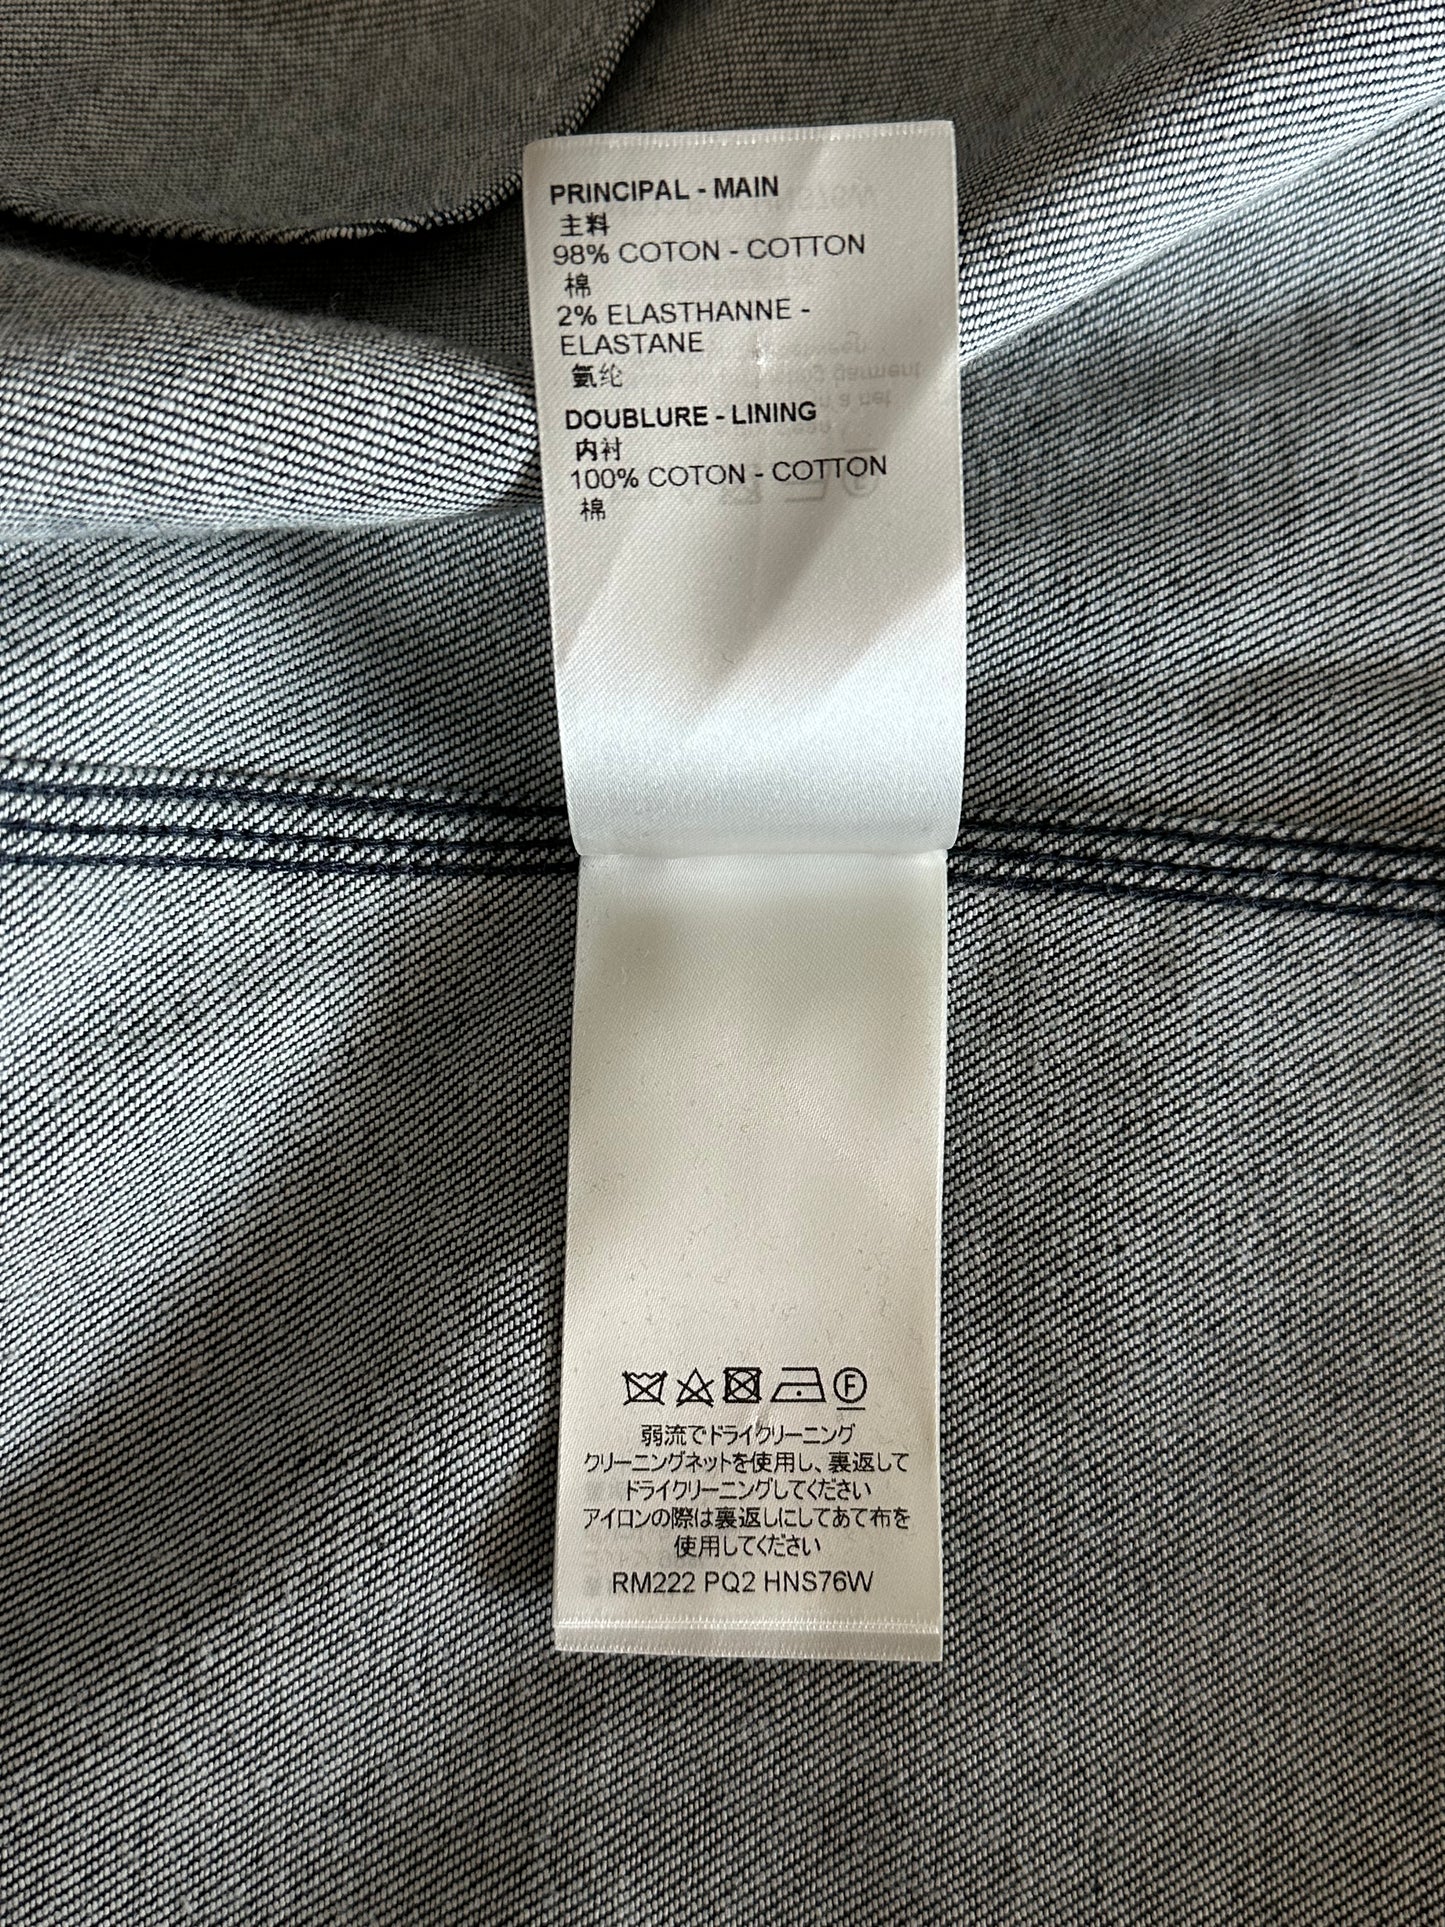 PRINCIPAL - MAIN
主料
98% COTON - COTTON
棉
2% ELASTHANNE -
ELASTANE
氨纶
DOUBLURE - LINING
内衬
100% COTON - COTTON
棉
F
弱流でドライクリーニング
クリーニングネットを使用し、裏返して
ドライクリーニングしてください
アイロンの際は裏返しにしてあて布を
使用してください
RM222 PQ2 HNS76W